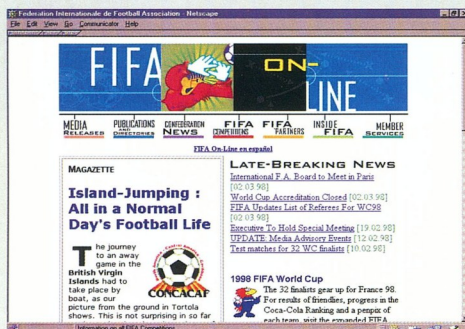 Federation Internationale de Football Association - Netscape
File Edit View Go Communicator Help
FIFA ON-
LINE
MEDIA RELEASES
PUBLICATIONS AND DIRECTORIES
CONFEDERATION NEWS
FIFA COMPETITIONS
FIFA PARTNERS
INSIDE FIFA
MEMBER SERVICES
FIFA On-Line en español
MAGAZETTE
Island-Jumping :
All in a Normal
Day's Football Life
The journey
to an away
game in the
British Virgin
Islands had to
take place by
boat, as our
picture from the ground in Tortola
shows. This is not surprising in so far
CONCACAF
LATE-BREAKING NEWS
International F.A. Board to Meet in Paris
[02.03.98]
World Cup Accreditation Closed [02.03.98]
FIFA Updates List of Referees For WC98
[02.03.98]
Executive To Hold Special Meeting [19.02.98]
UPDATE: Media Advisory Events [12.02.98]
Test matches for 32 WC finalists [10.02.98]
1998 FIFA World Cup
The 32 finalists gear up for France 98.
For results of friendlies, progress in the
Coca-Cola Ranking and a penpix of
each team, visit the expanded FIFA
Information on all FIFA Competitions